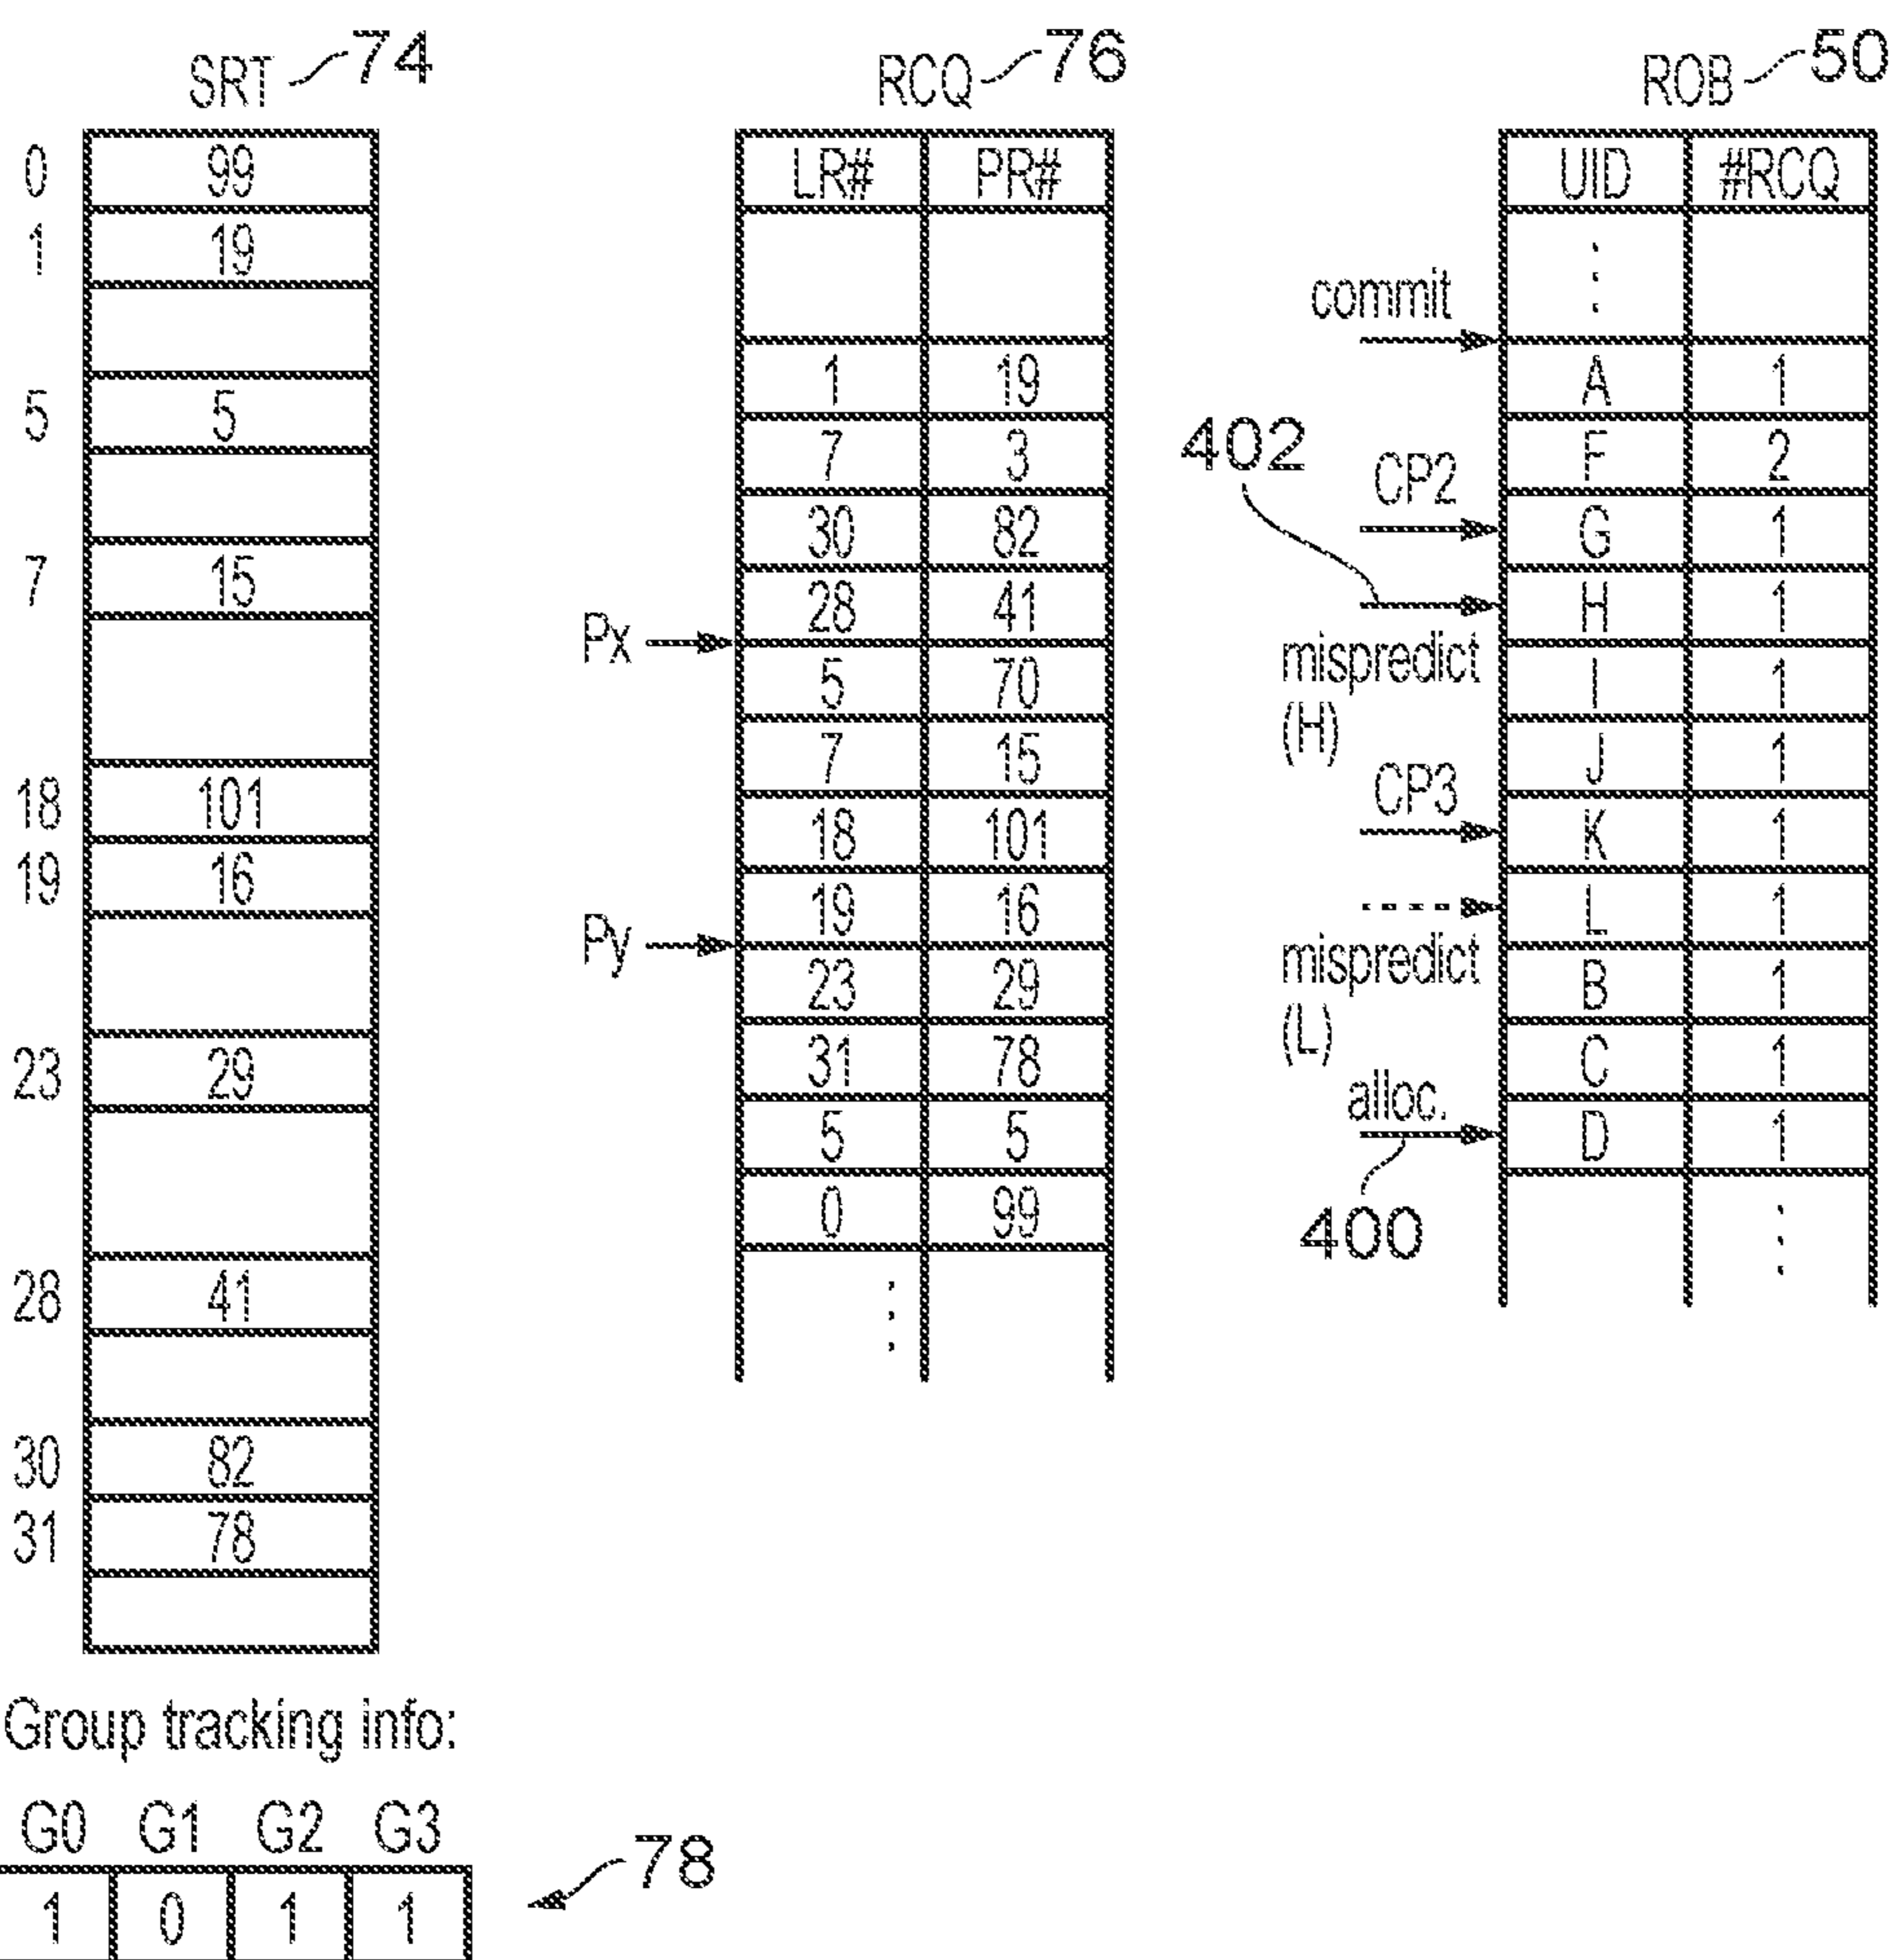 SRT 74
0 99
1 19
5 5
7 15
18 101
19 16
23 29
28 41
30 82
31 78
Group tracking info:
G0 G1 G2 G3
1 0 1 1
78
RCQ 76
LR# PR#
1 19
7 3
30 82
28 41
Px
5 70
7 15
18 101
19 16
Py
23 29
31 78
5 5
0 99
ROB 50
UID #RCQ
commit
A 1
402
F 2
CP2
G 1
H 1
mispredict
(H)
I 1
J 1
CP3
K 1
L 1
mispredict
(L)
B 1
C 1
alloc.
D 1
400